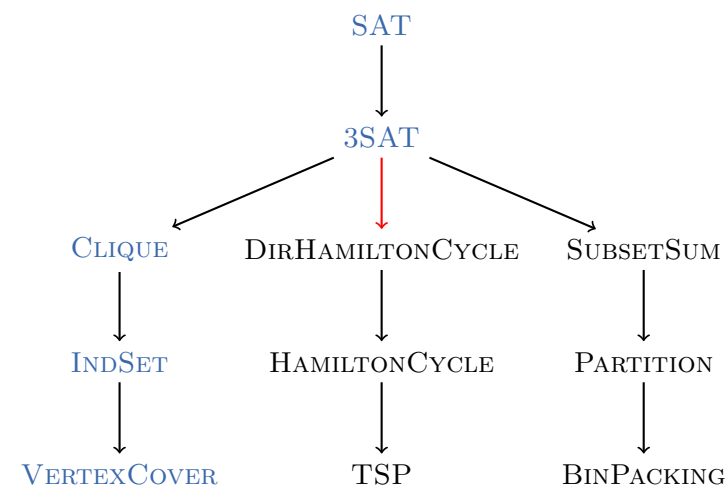 SAT
3SAT
CLIQUE DIRHAMILTONCYCLE SUBSETSUM
INDSET HAMILTONCYCLE PARTITION
VERTEXCOVER TSP BINPACKING